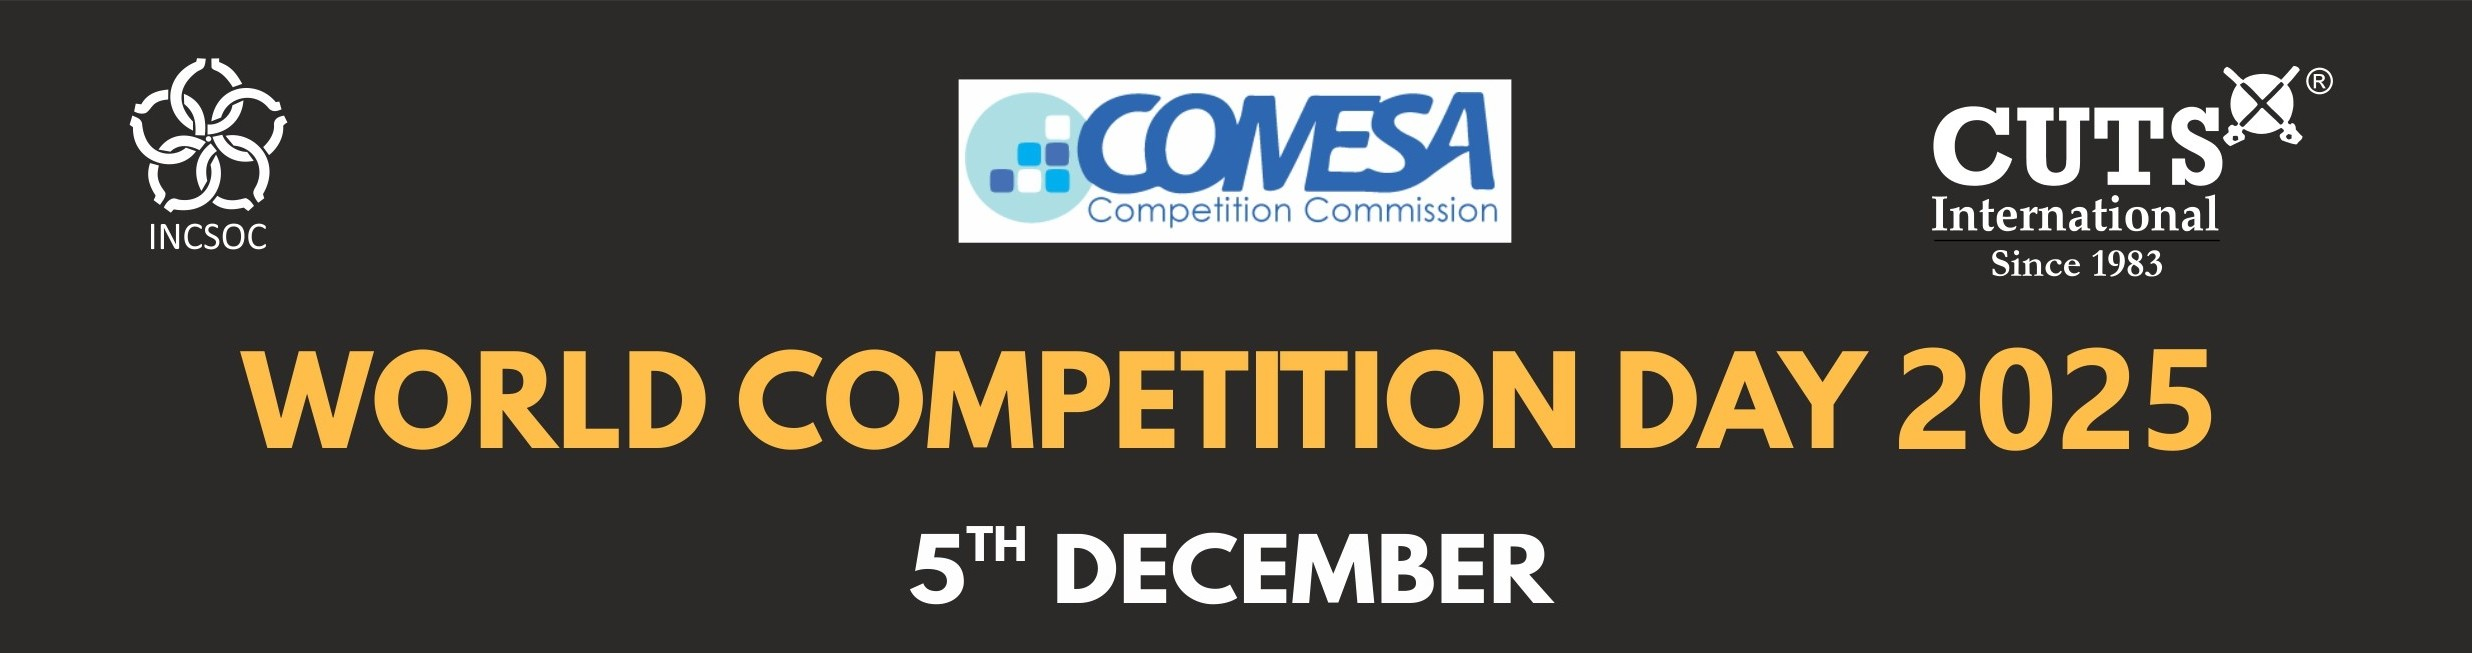 INCSOC
COMESA
Competition Commission
CUTS ®
International
Since 1983
WORLD COMPETITION DAY 2025
5TH DECEMBER